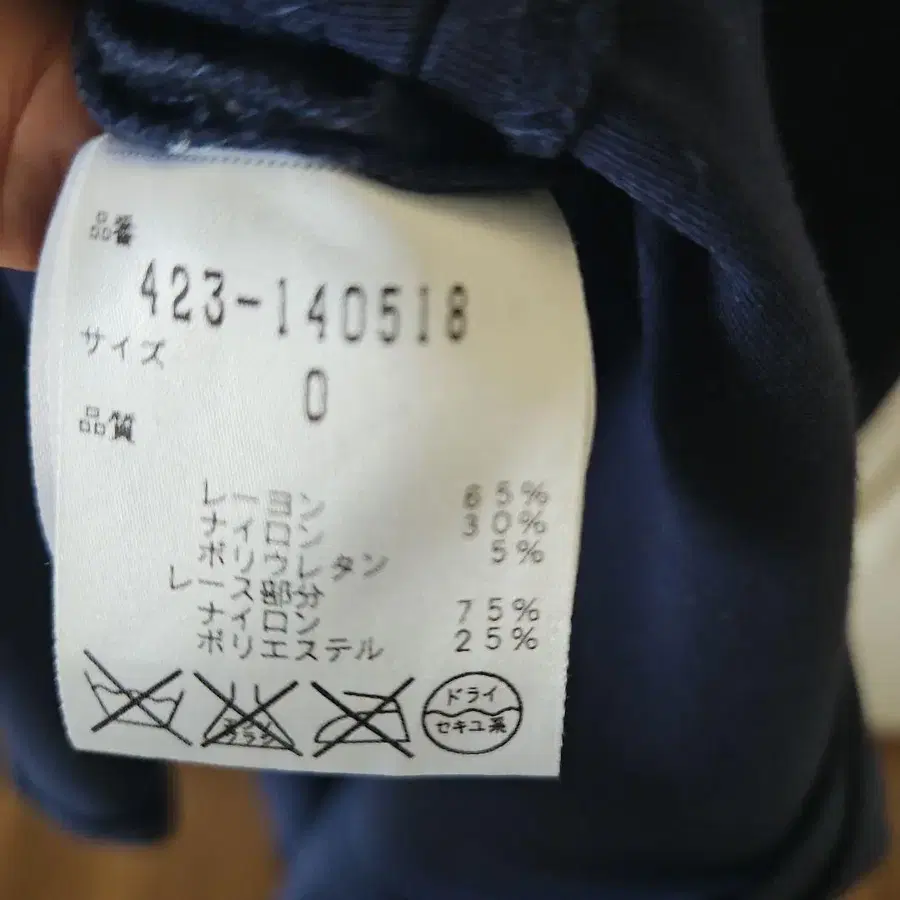 品番
423-140518
サイズ
0
品質
レーヨン 65%
ナイロン 30%
ポリウレタン 5%
レース部分
ナイロン 75%
ポリエステル 25%
ドライ
セキユ系